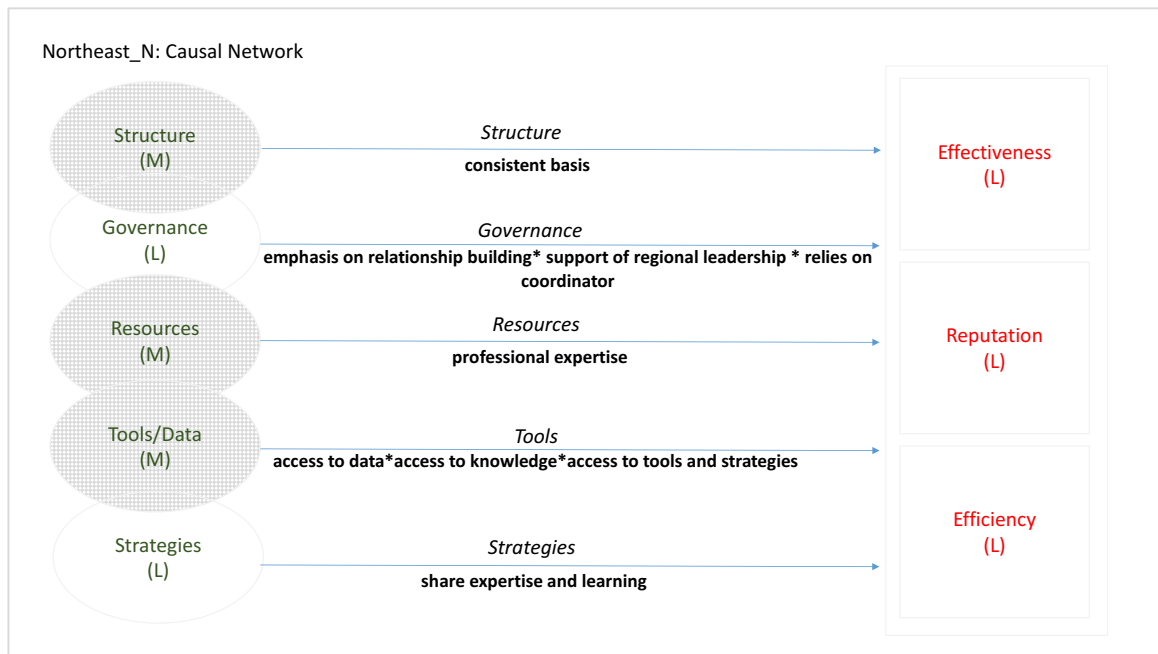 Northeast_N: Causal Network
Structure
(M)
Structure
consistent basis
Effectiveness
(L)
Governance
(L)
Governance
emphasis on relationship building* support of regional leadership * relies on
coordinator
Resources
(M)
Resources
professional expertise
Reputation
(L)
Tools/Data
(M)
Tools
access to data*access to knowledge*access to tools and strategies
Efficiency
(L)
Strategies
(L)
Strategies
share expertise and learning